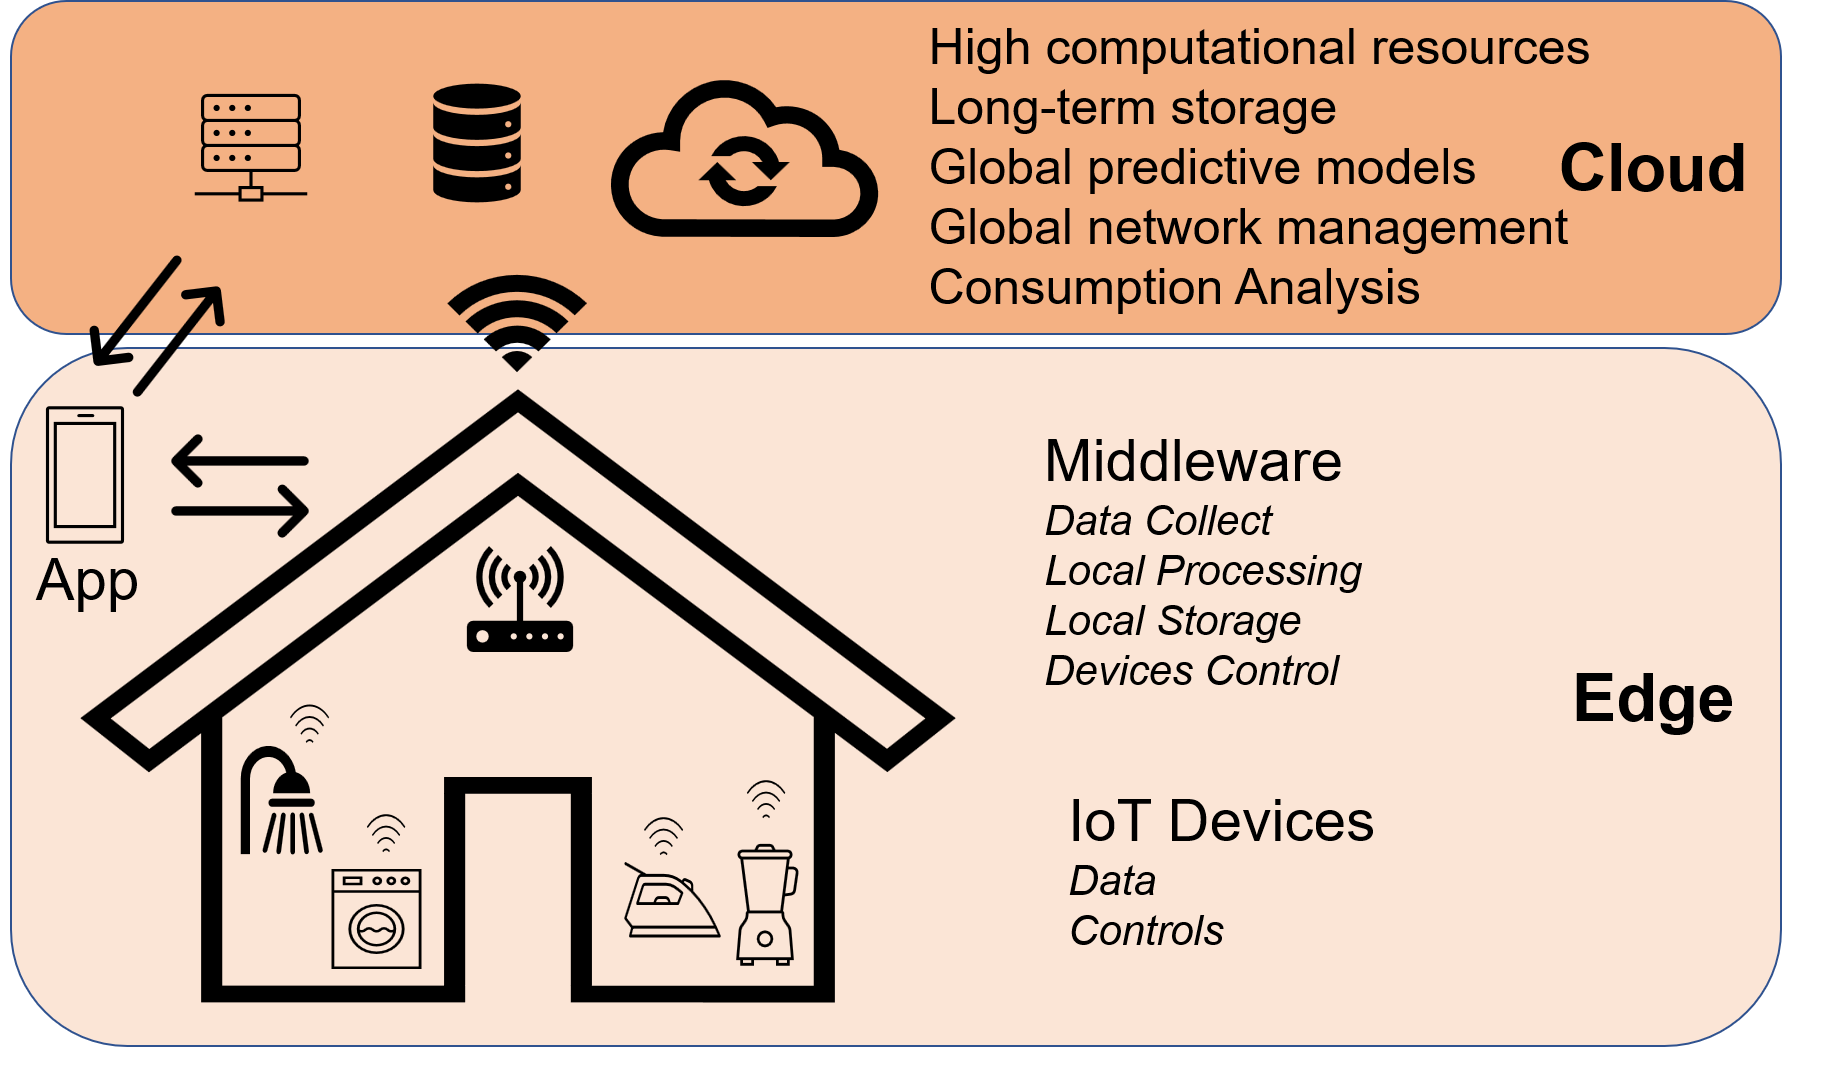 High computational resources
Long-term storage
Global predictive models
Global network management
Consumption Analysis
Cloud
App
Middleware
Data Collect
Local Processing
Local Storage
Devices Control
Edge
IoT Devices
Data
Controls